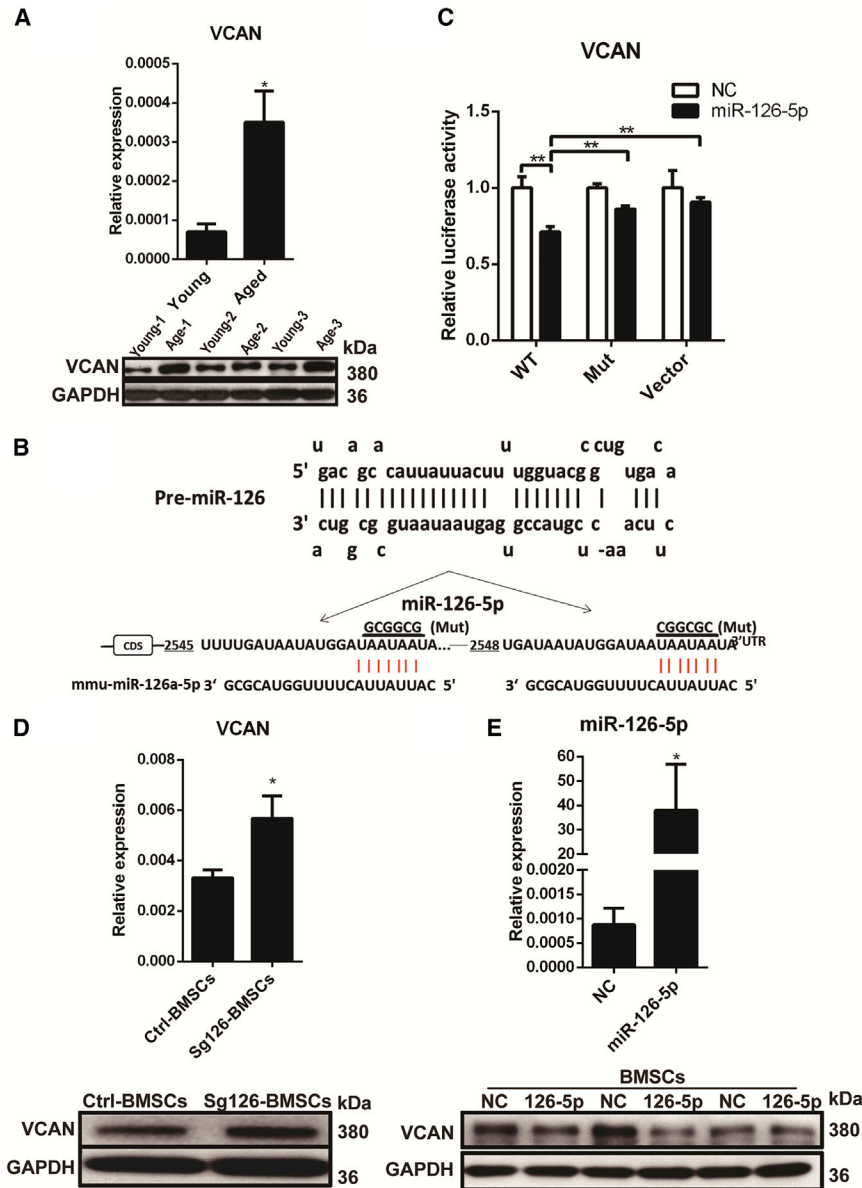 A
VCAN
Relative expression
0.0005
0.0004
0.0003
0.0002
0.0001
0.0000
*
Young
Aged
Young-1
Age-1
Young-2
Age-2
Young-3
Age-3
kDa
VCAN
380
GAPDH
36
C
VCAN
NC
miR-126-5p
Relative luciferase activity
1.5
1.0
0.5
0.0
**
**
**
WT
Mut
Vector
B
Pre-miR-126
u a a u c cug c
5' gac gc cauuauuacuu ugguacg g uga a
3' cug cg guaauaaugag gccaugc c acu c
a g c u u -aa u
miR-126-5p
GCGGCG (Mut)
CDS 2545 UUUUGAUAAUAUGGAUAAUAAUA...
mmu-miR-126a-5p 3' GCGCAUGGUUUUCAUUAUUAC 5'
CGGCGC (Mut)
2548 UGAUAAUAUGGAUAAUAAUAAUA 3'UTR
3' GCGCAUGGUUUUCAUUAUUAC 5'
D
VCAN
Relative expression
0.008
0.006
0.004
0.002
0.000
*
Ctrl-BMSCs
Sg126-BMSCs
Ctrl-BMSCs Sg126-BMSCs kDa
VCAN
380
GAPDH
36
E
miR-126-5p
Relative expression
60
50
40
30
20
0.0020
0.0015
0.0010
0.0005
0.0000
*
NC
miR-126-5p
BMSCs
NC 126-5p NC 126-5p NC 126-5p kDa
VCAN
380
GAPDH
36